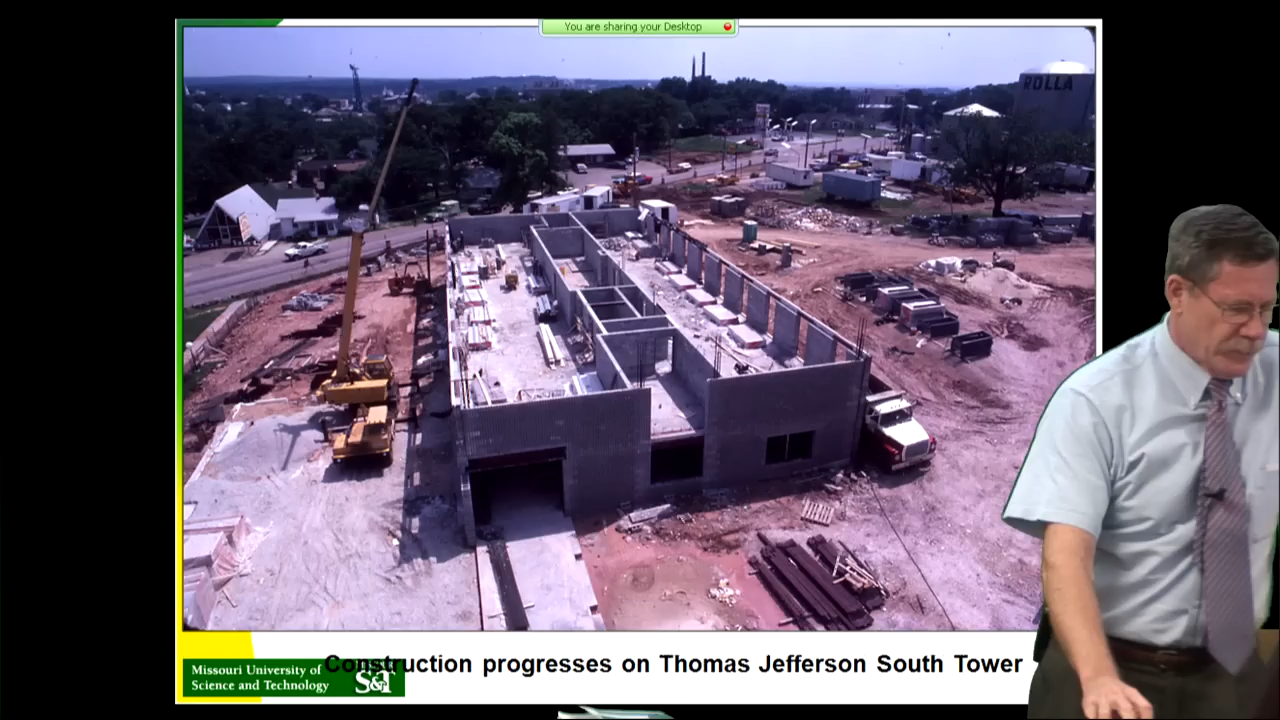 You are sharing your Desktop
ROLLA
Construction progresses on Thomas Jefferson South Tower
Missouri University of
Science and Technology
S&T